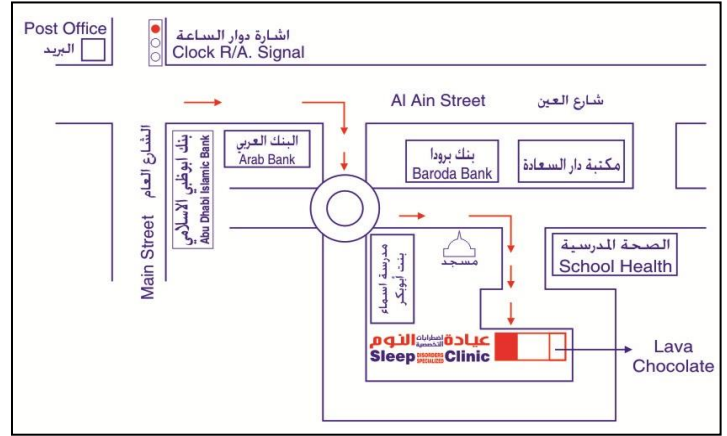 Post Office
البريد
اشارة دوار الساعة
Clock R/A. Signal
Al Ain Street شارع العين
Main Street الشارع العام
بنك ابوظبي الاسلامي
Abu Dhabi Islamic Bank
البنك العربي
Arab Bank
بنك برودا
Baroda Bank
مكتبة دار السعادة
مدرسة اسماء
بنت أبوبكر
مسجد
الصحة المدرسية
School Health
عيادة اضطرابات النوم
التخصصية
Sleep DISORDERS Clinic
SPECIALIZED
Lava
Chocolate